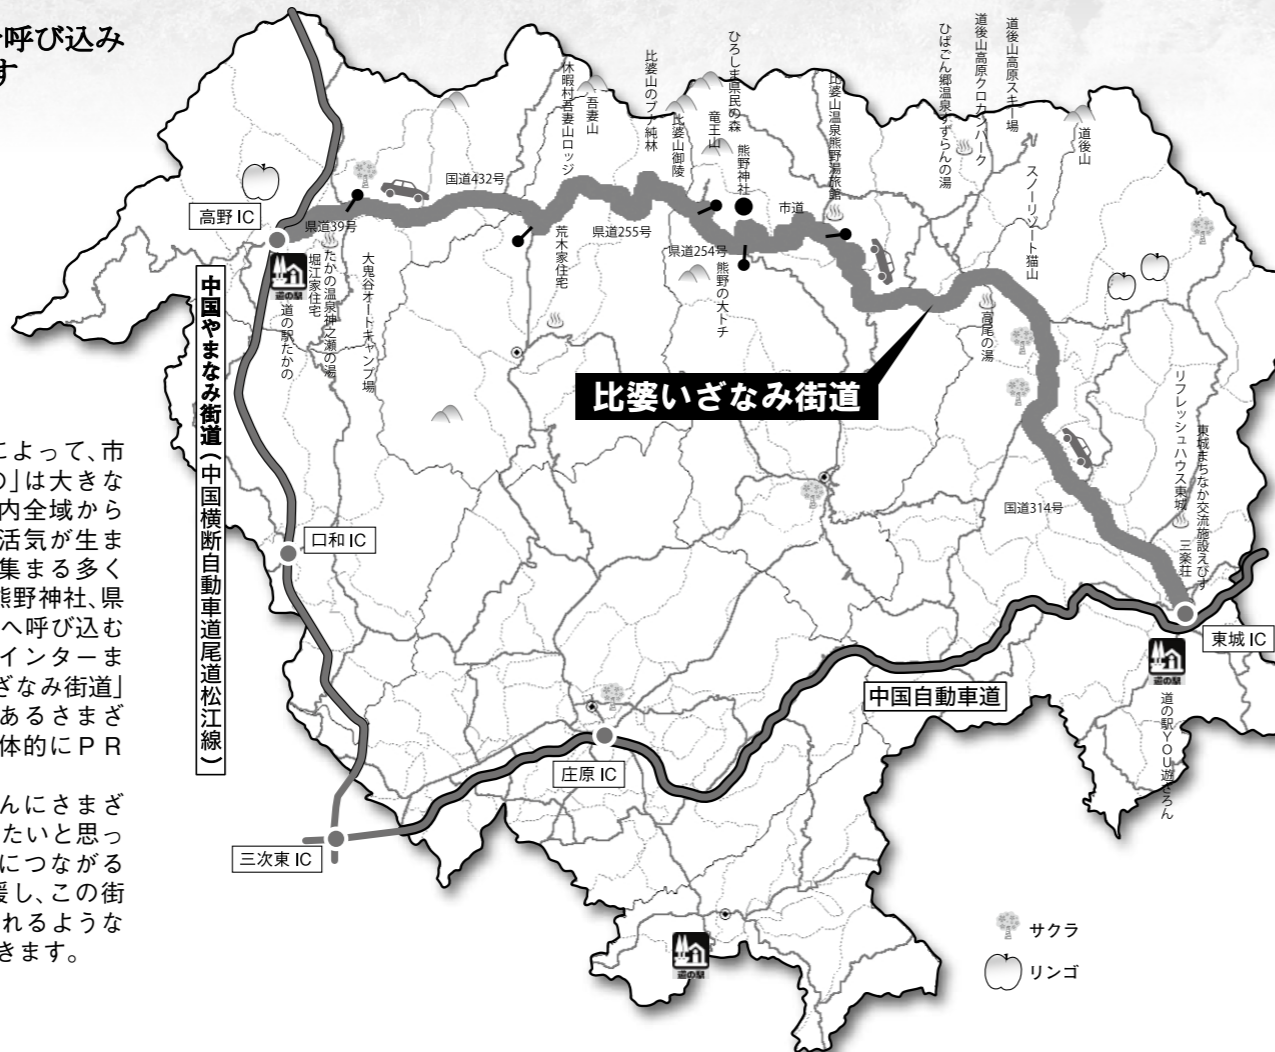 呼び込み
す
によって、市
の」は大きな
内全域から
活気が生ま
集まる多く
熊野神社、県
へ呼び込む
インターま
ざなみ街道」
あるさまざ
体的にＰＲ
んにさまざ
たいと思っ
につながる
援し、この街
れるような
きます。
高野 IC
県道39号
国道432号
道の駅
道の駅たかの
堀江家住宅
たかの温泉神之瀬の湯
大鬼谷オートキャンプ場
休暇村吾妻山ロッジ
吾妻山
荒木家住宅
県道255号
比婆山のブナ純林
比婆山御陵
竜王山
ひろしま県民の森
熊野神社
県道254号
熊野の大トチ
市道
比婆山温泉熊野湯旅館
ひばごん郷温泉すずらんの湯
道後山高原クロカンパーク
道後山高原スキー場
スノーリゾート猫山
道後山
高尾の湯
比婆いざなみ街道
中国やまなみ街道（中国横断自動車道尾道松江線）
口和 IC
三次東 IC
庄原 IC
中国自動車道
国道314号
リフレッシュハウス東城
東城まちなか交流施設えびす
三楽荘
東城 IC
道の駅
道の駅ＹＯＵ遊さろん
道の駅
サクラ
リンゴ